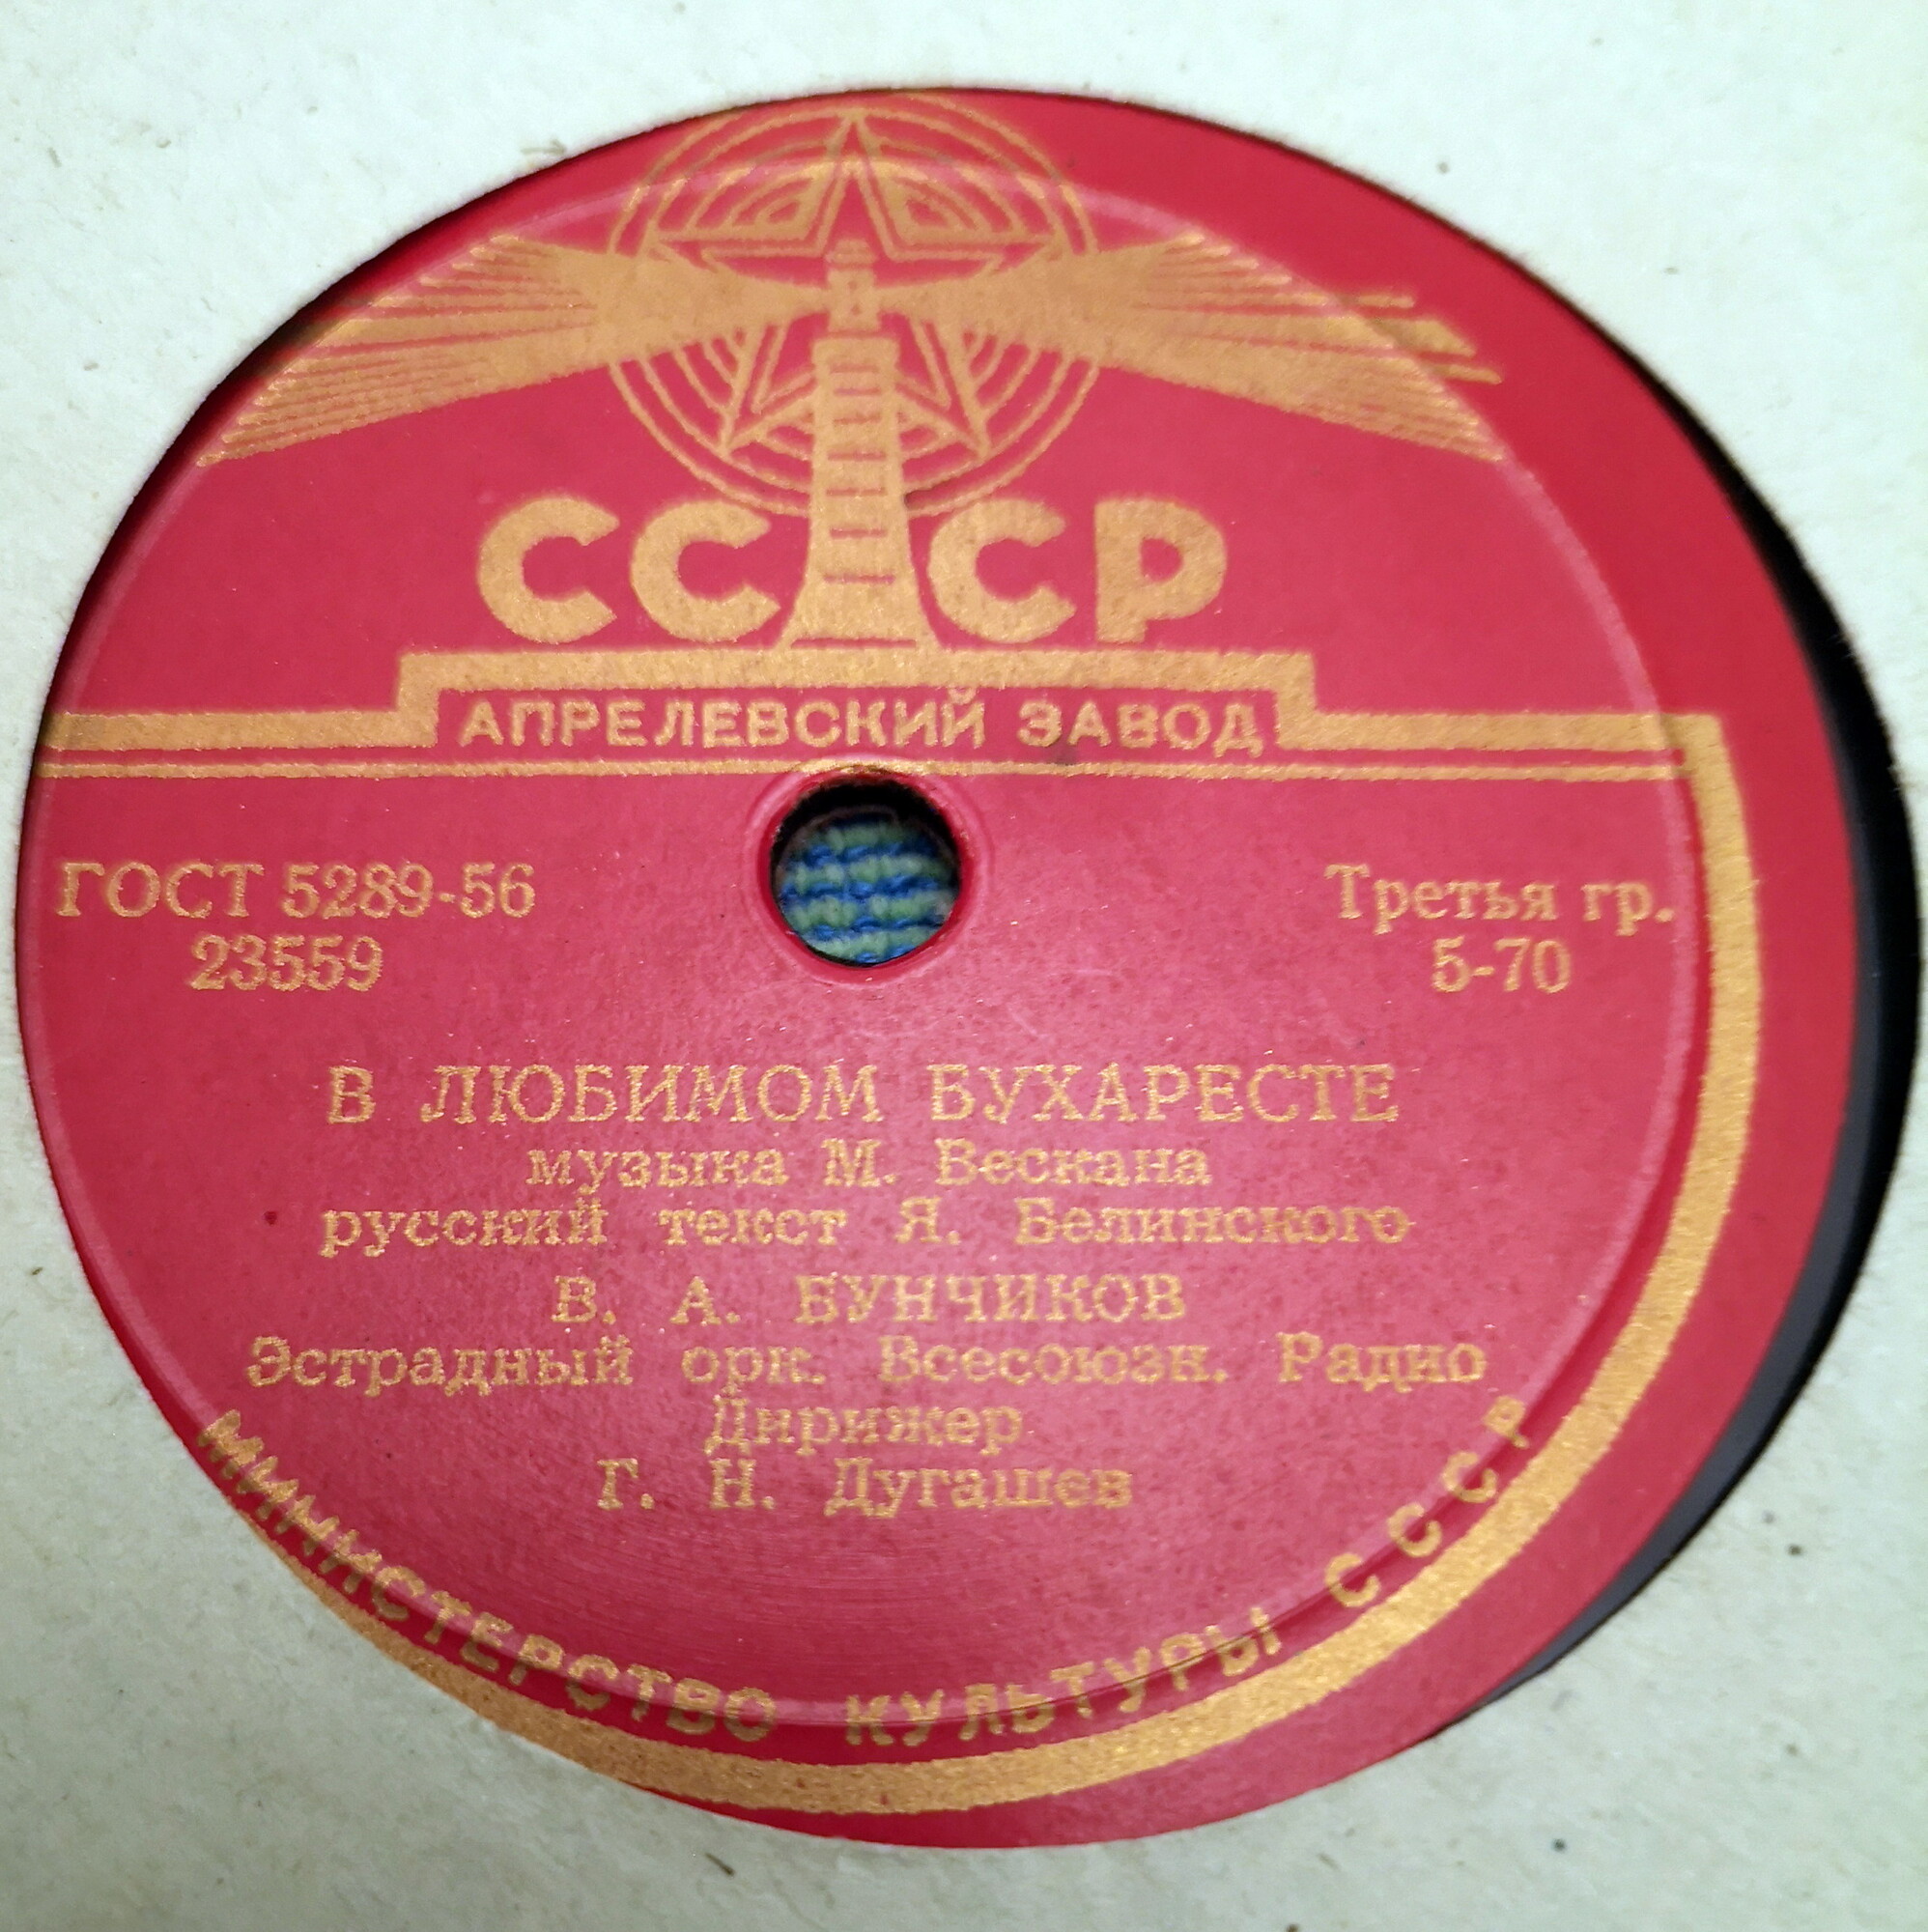 СССР
АПРЕЛЕВСКИЙ ЗАВОД
ГОСТ 5289-56
23559
Третья гр.
5-70
В ЛЮБИМОМ БУХАРЕСТЕ
музыка М. Вескана
русский текст Я. Белинского
В. А. БУНЧИКОВ
Эстрадный орк. Всесоюзн. Радио
Дирижер
Г. Н. Дугашев
МИНИСТЕРСТВО КУЛЬТУРЫ СССР